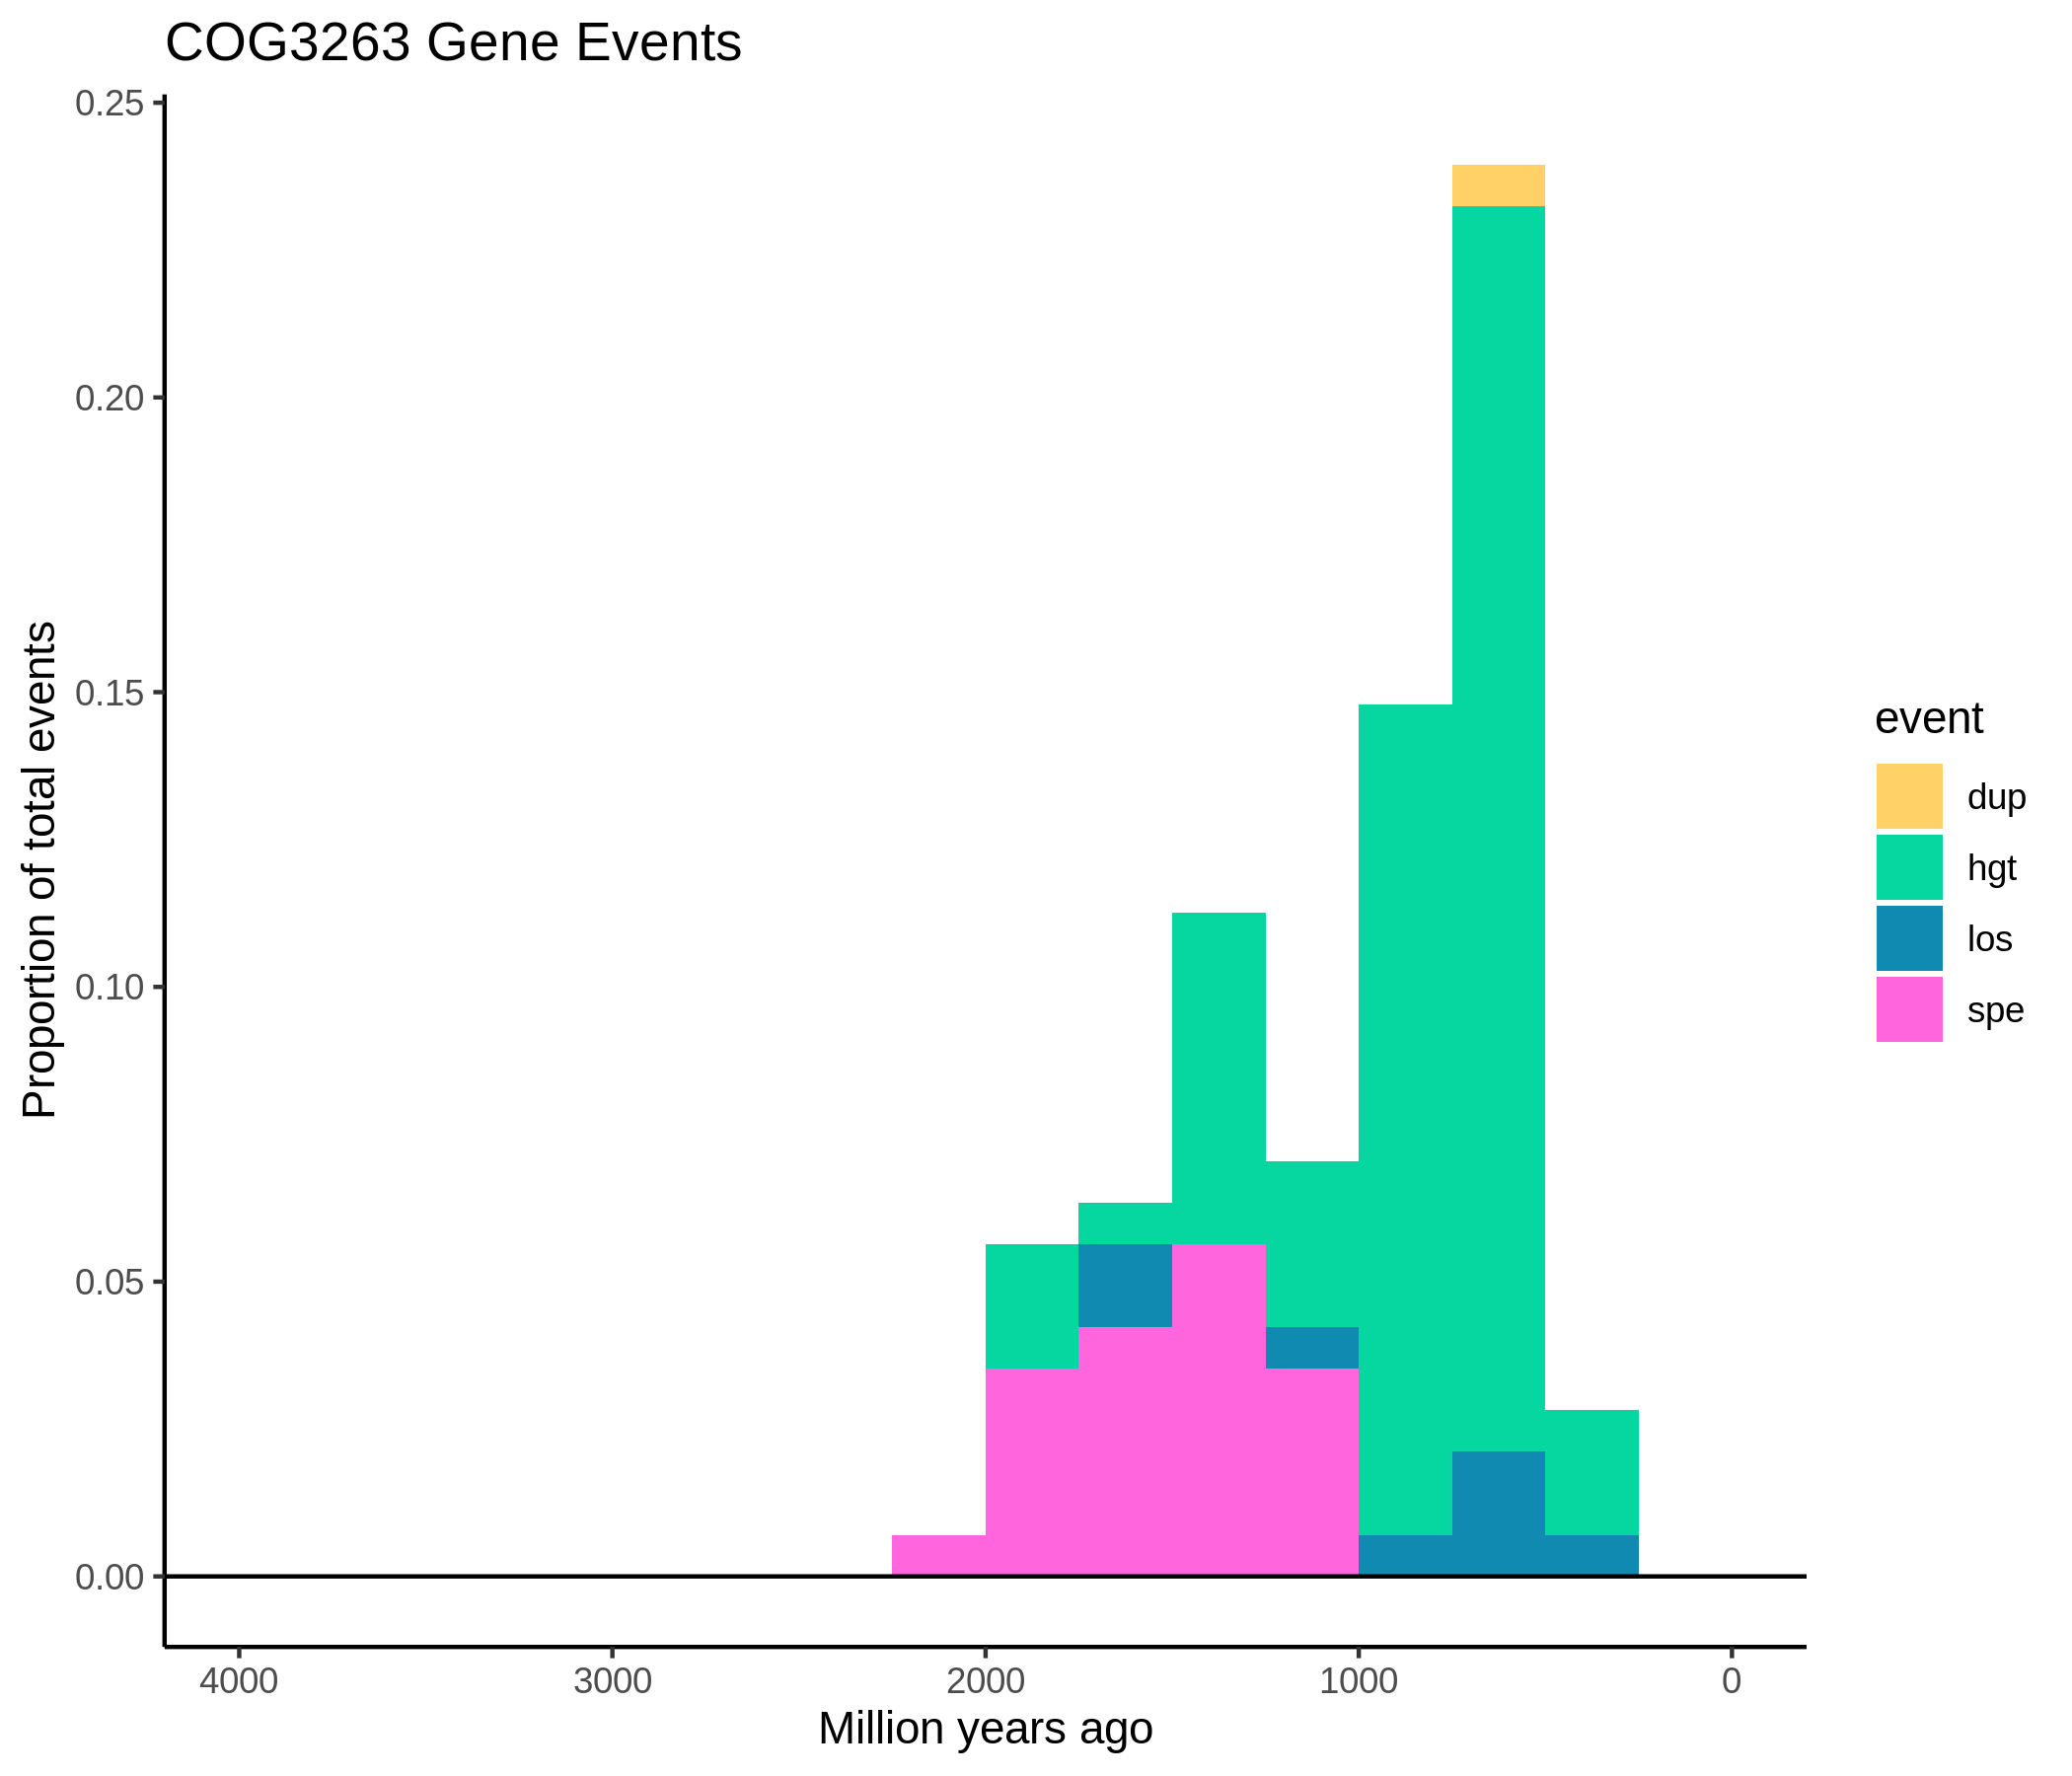 COG3263 Gene Events
Proportion of total events
0.25
0.20
0.15
0.10
0.05
0.00
4000 3000 2000 1000 0
Million years ago
event
dup
hgt
los
spe